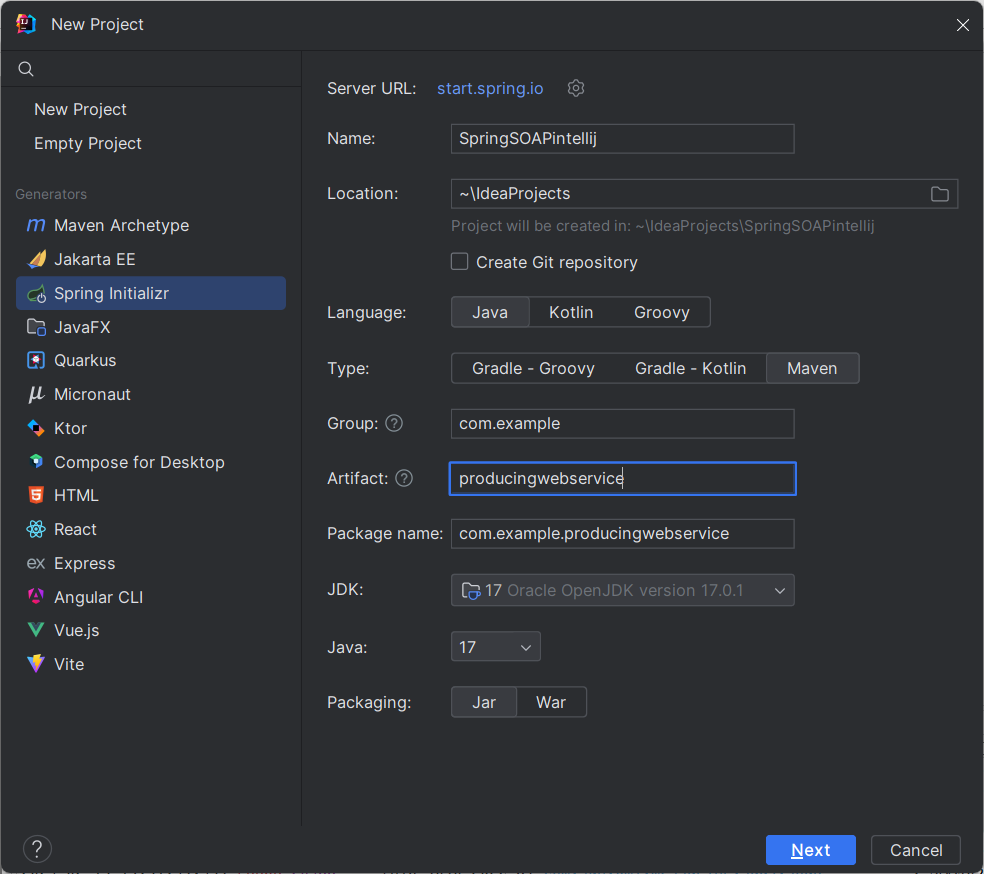 New Project
New Project
Empty Project
Generators
Maven Archetype
Jakarta EE
Spring Initializr
JavaFX
Quarkus
Micronaut
Ktor
Compose for Desktop
HTML
React
ex Express
Angular CLI
Vue.js
Vite
Server URL: start.spring.io
Name: SpringSOAPintellij
Location: ~\IdeaProjects
Project will be created in: ~\IdeaProjects\SpringSOAPintellij
Create Git repository
Language: Java Kotlin Groovy
Type: Gradle - Groovy Gradle - Kotlin Maven
Group: ? com.example
Artifact: ? producingwebservice
Package name: com.example.producingwebservice
JDK: 17 Oracle OpenJDK version 17.0.1
Java: 17
Packaging: Jar War
? Next Cancel